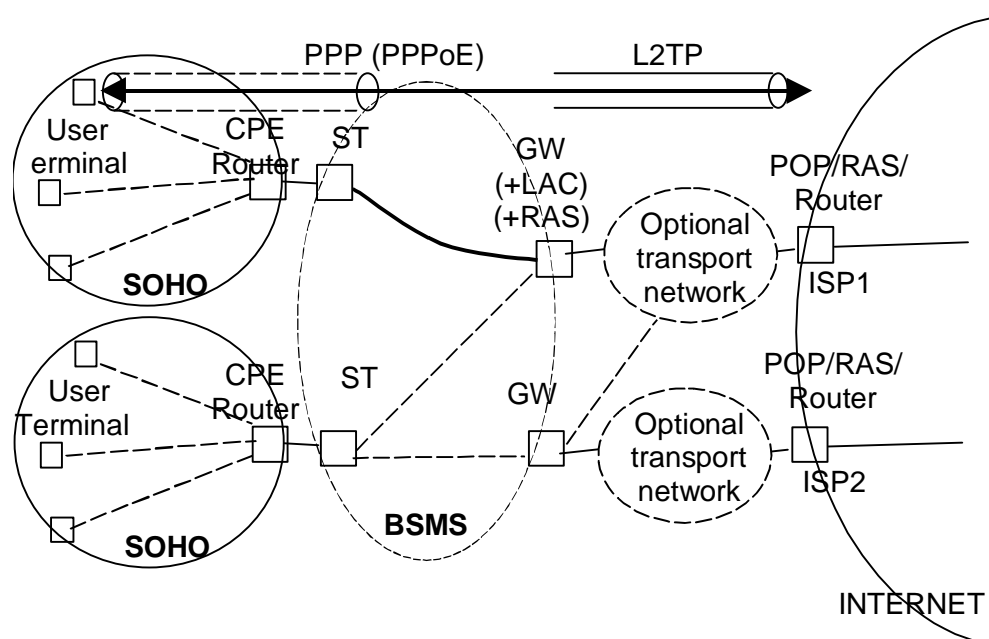 PPP (PPPoE)
L2TP
User
erminal
CPE
Router
ST
GW
(+LAC)
(+RAS)
POP/RAS/
Router
Optional
transport
network
SOHO
ISP1
User
Terminal
CPE
Router
ST
GW
Optional
transport
network
POP/RAS/
Router
ISP2
SOHO
BSMS
INTERNET